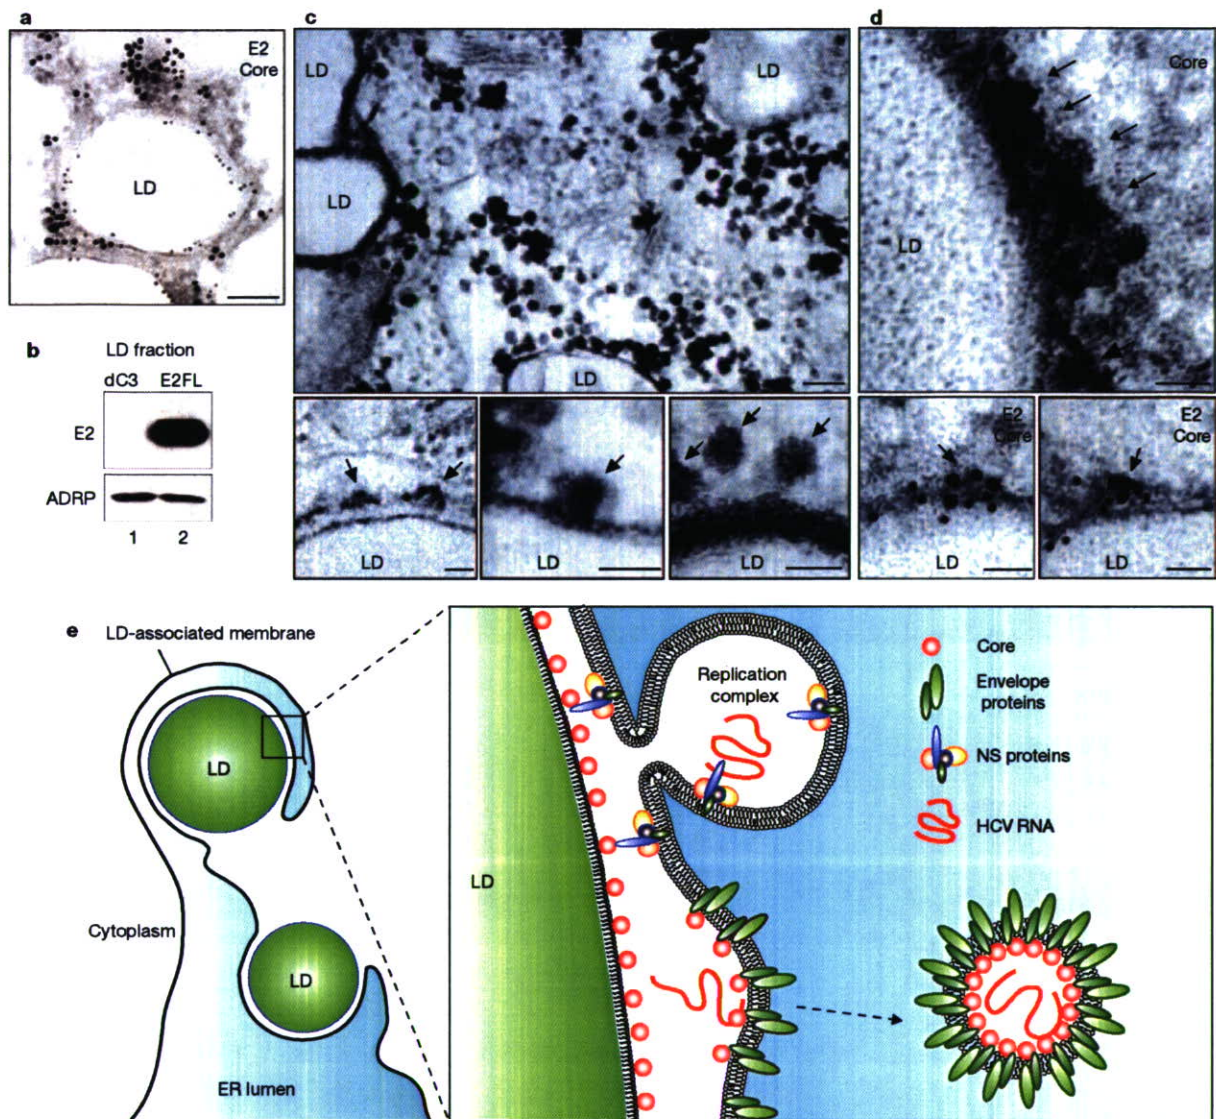 a
E2
Core
LD
b
LD fraction
dC3 E2FL
E2
ADRP
1 2
c
LD
LD
LD
LD
LD
LD
LD
d
Core
LD
E2
Core
LD
E2
Core
LD
e
LD-associated membrane
LD
Cytoplasm
LD
ER lumen
LD
Replication
complex
Core
Envelope
proteins
NS proteins
HCV RNA